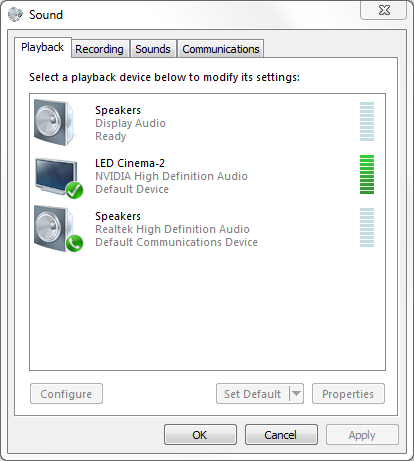 Sound
Playback Recording Sounds Communications
Select a playback device below to modify its settings:
Speakers
Display Audio
Ready
LED Cinema-2
NVIDIA High Definition Audio
Default Device
Speakers
Realtek High Definition Audio
Default Communications Device
Configure Set Default Properties
OK Cancel Apply